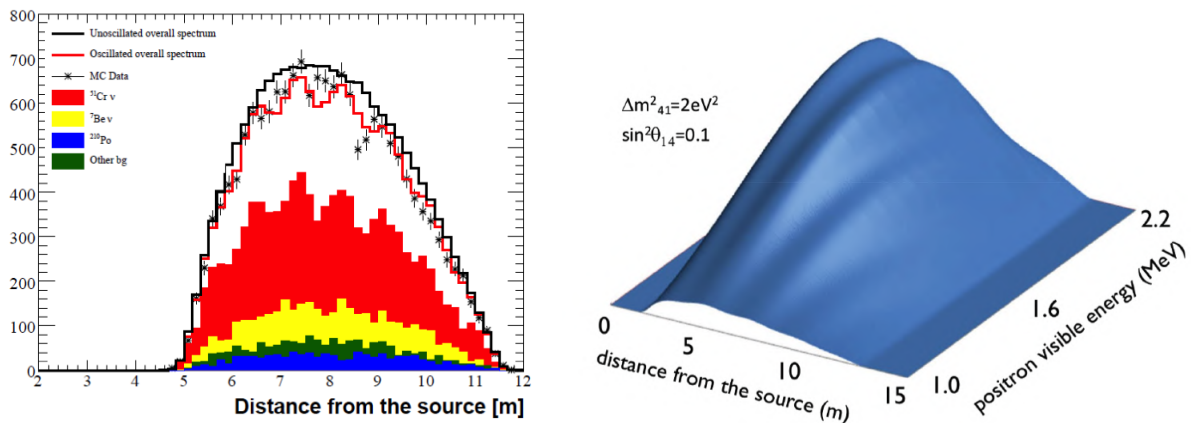 800
700
600
500
400
300
200
100
0
Unoscillated overall spectrum
Oscillated overall spectrum
MC Data
⁵¹Cr ν
⁷Be ν
²¹⁰Po
Other bg
2 3 4 5 6 7 8 9 10 11 12
Distance from the source [m]
Δm²₄₁=2eV²
sin²θ₁₄=0.1
0
5
10
15
distance from the source (m)
1.0
1.6
2.2
positron visible energy (MeV)